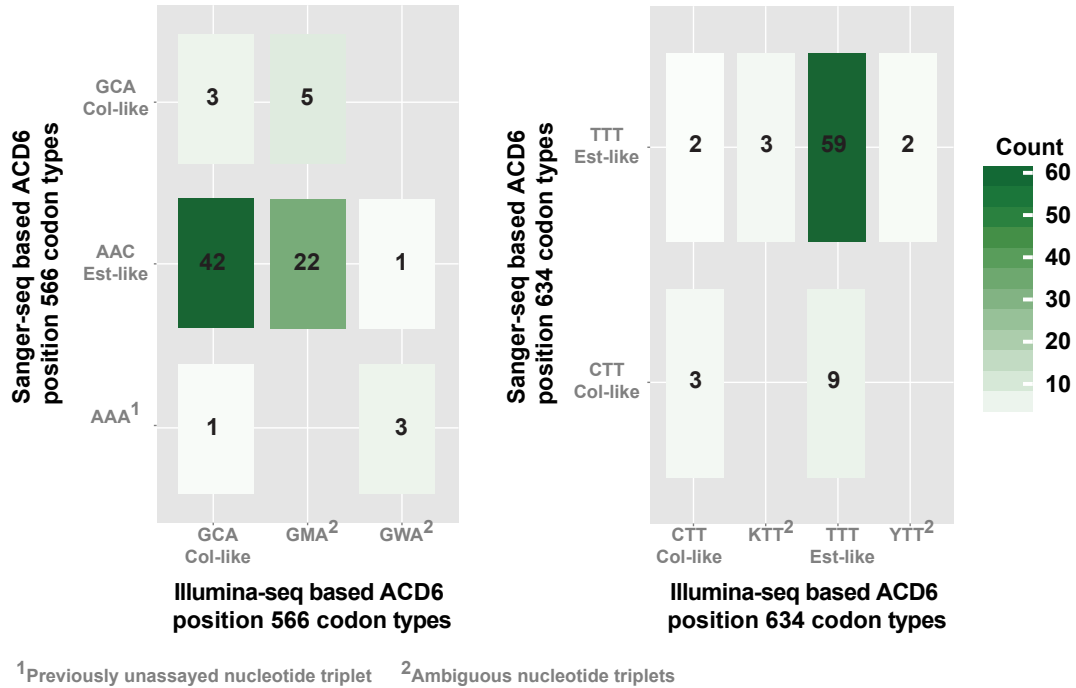 Sanger-seq based ACD6
position 566 codon types
GCA
Col-like
AAC
Est-like
AAA¹
3
5
42
22
1
1
3
GCA
Col-like
GMA²
GWA²
Illumina-seq based ACD6
position 566 codon types
Sanger-seq based ACD6
position 634 codon types
TTT
Est-like
CTT
Col-like
2
3
59
2
3
9
CTT
Col-like
KTT²
TTT
Est-like
YTT²
Illumina-seq based ACD6
position 634 codon types
Count
60
50
40
30
20
10
¹Previously unassayed nucleotide triplet ²Ambiguous nucleotide triplets